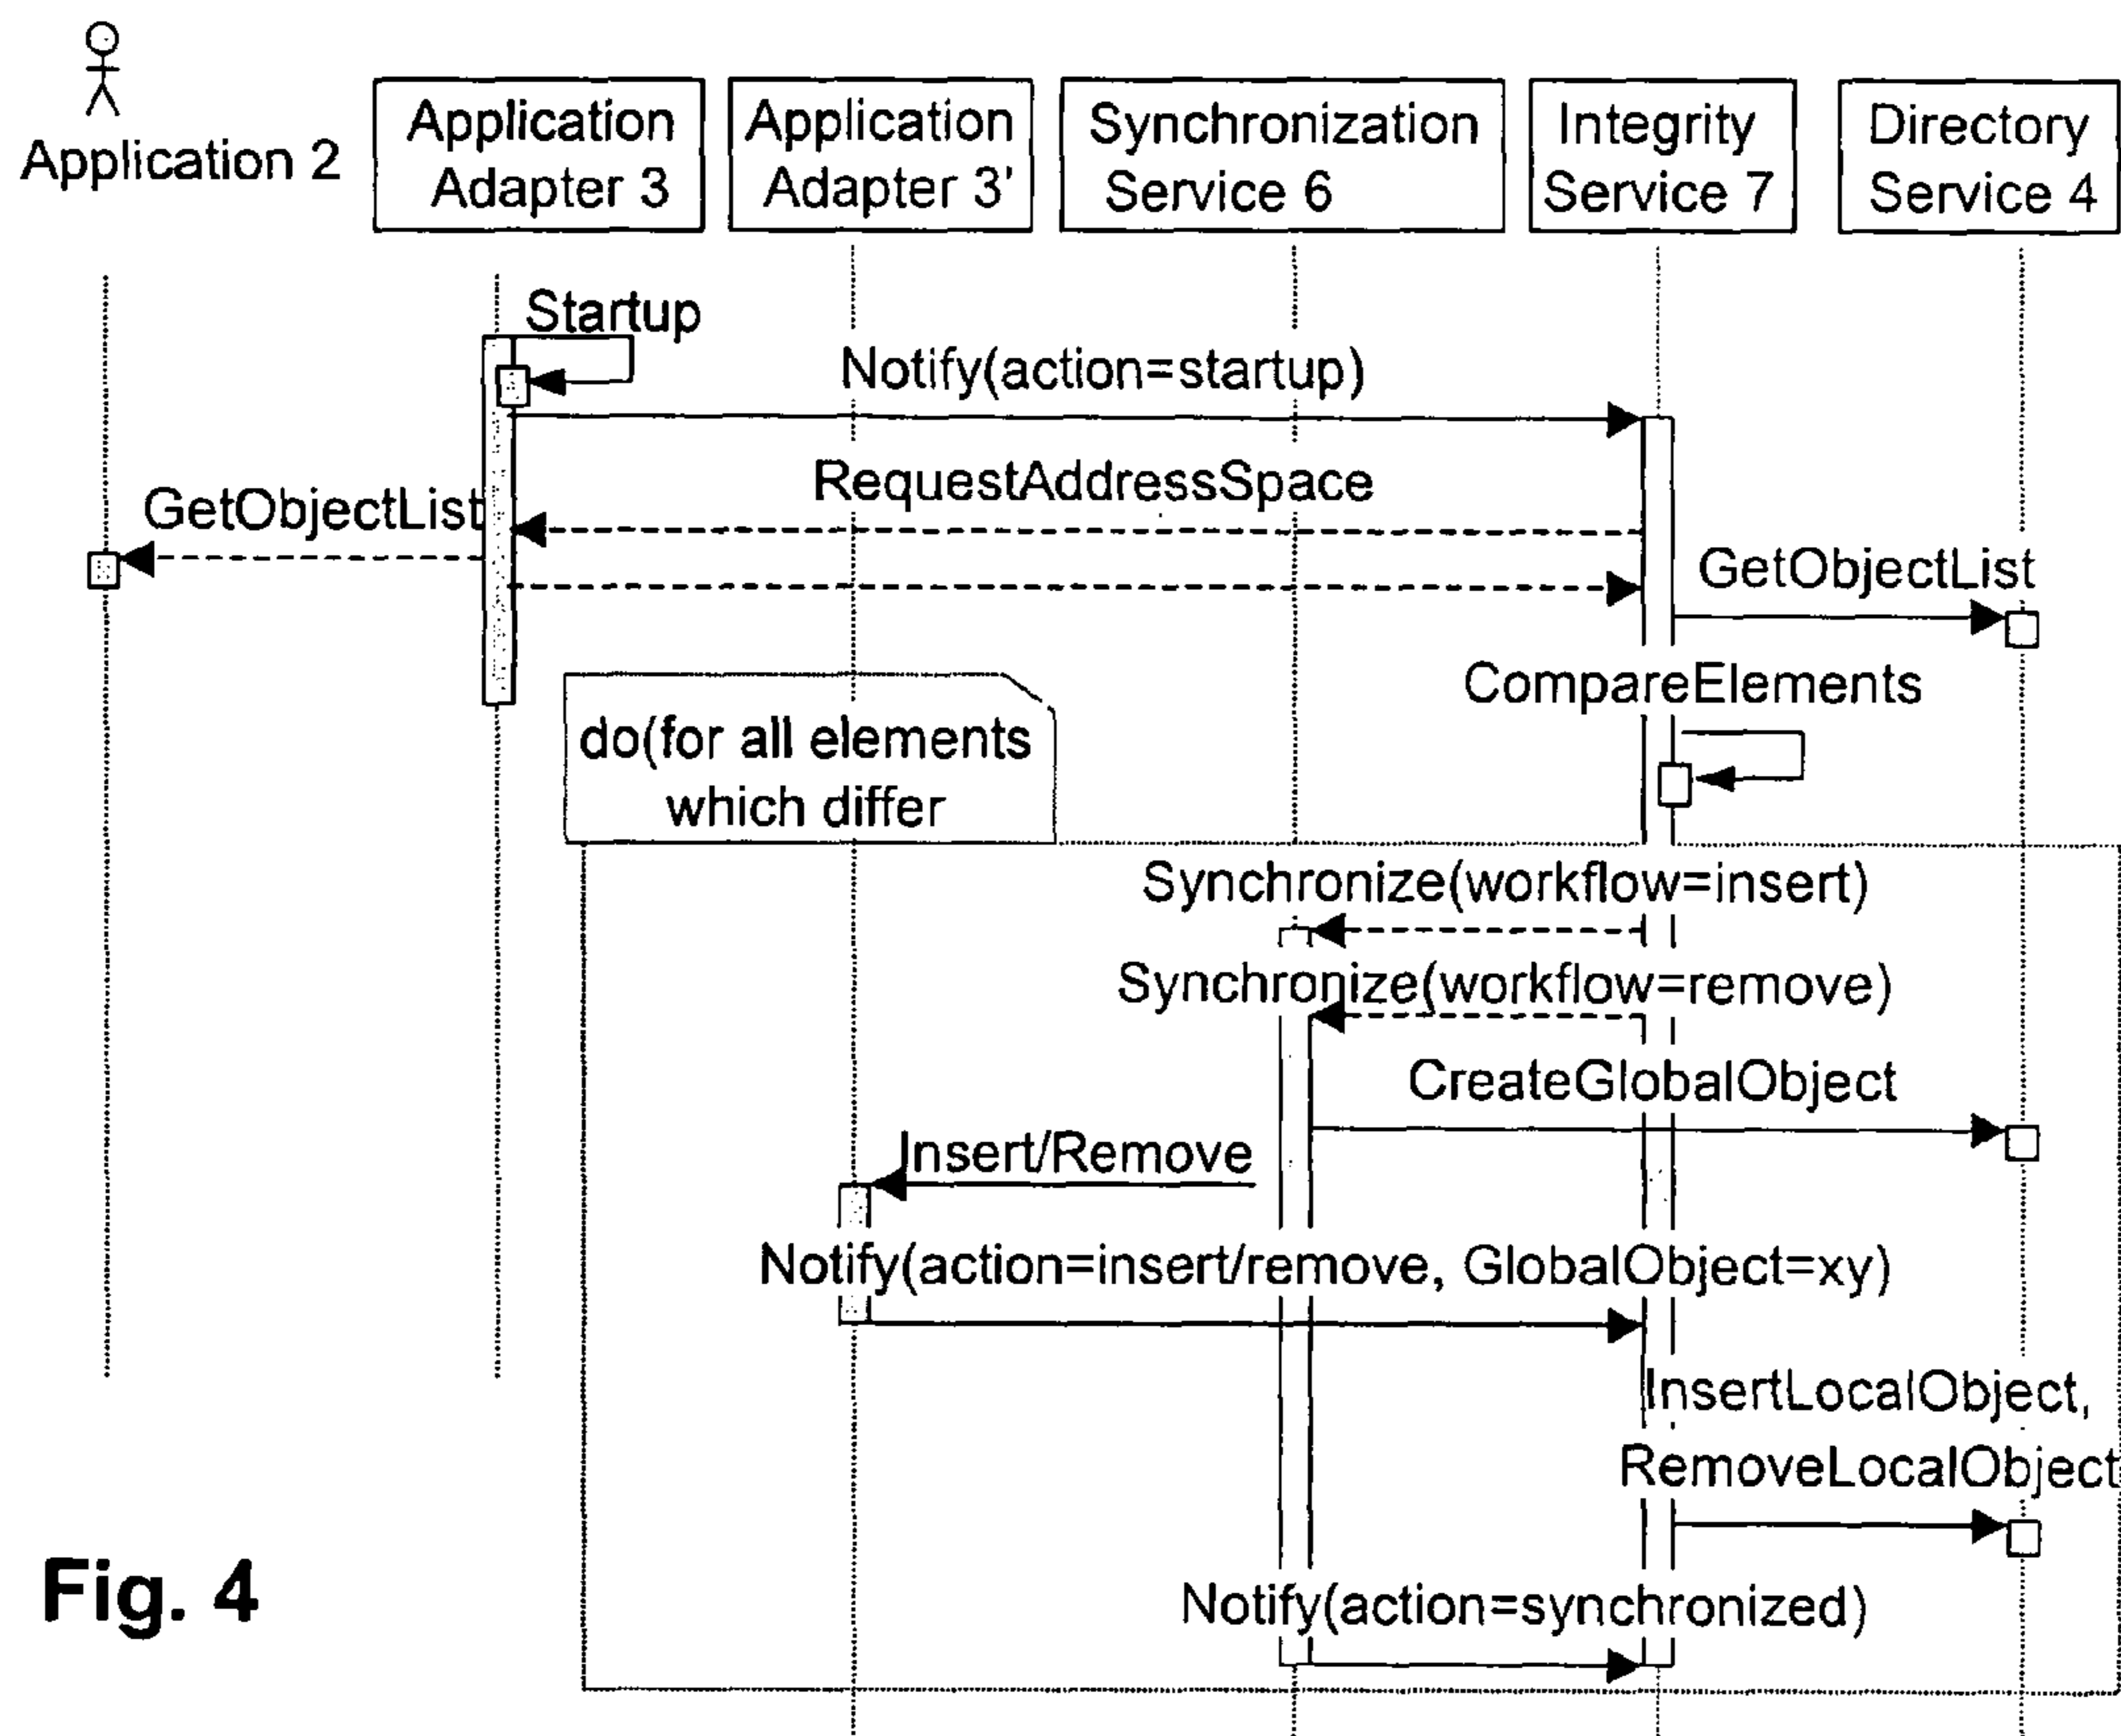 Application 2
Application
Adapter 3
Application
Adapter 3'
Synchronization
Service 6
Integrity
Service 7
Directory
Service 4
Startup
Notify(action=startup)
RequestAddressSpace
GetObjectList
GetObjectList
CompareElements
do(for all elements
which differ
Synchronize(workflow=insert)
Synchronize(workflow=remove)
CreateGlobalObject
Insert/Remove
Notify(action=insert/remove, GlobalObject=xy)
InsertLocalObject,
RemoveLocalObject
Notify(action=synchronized)
Fig. 4